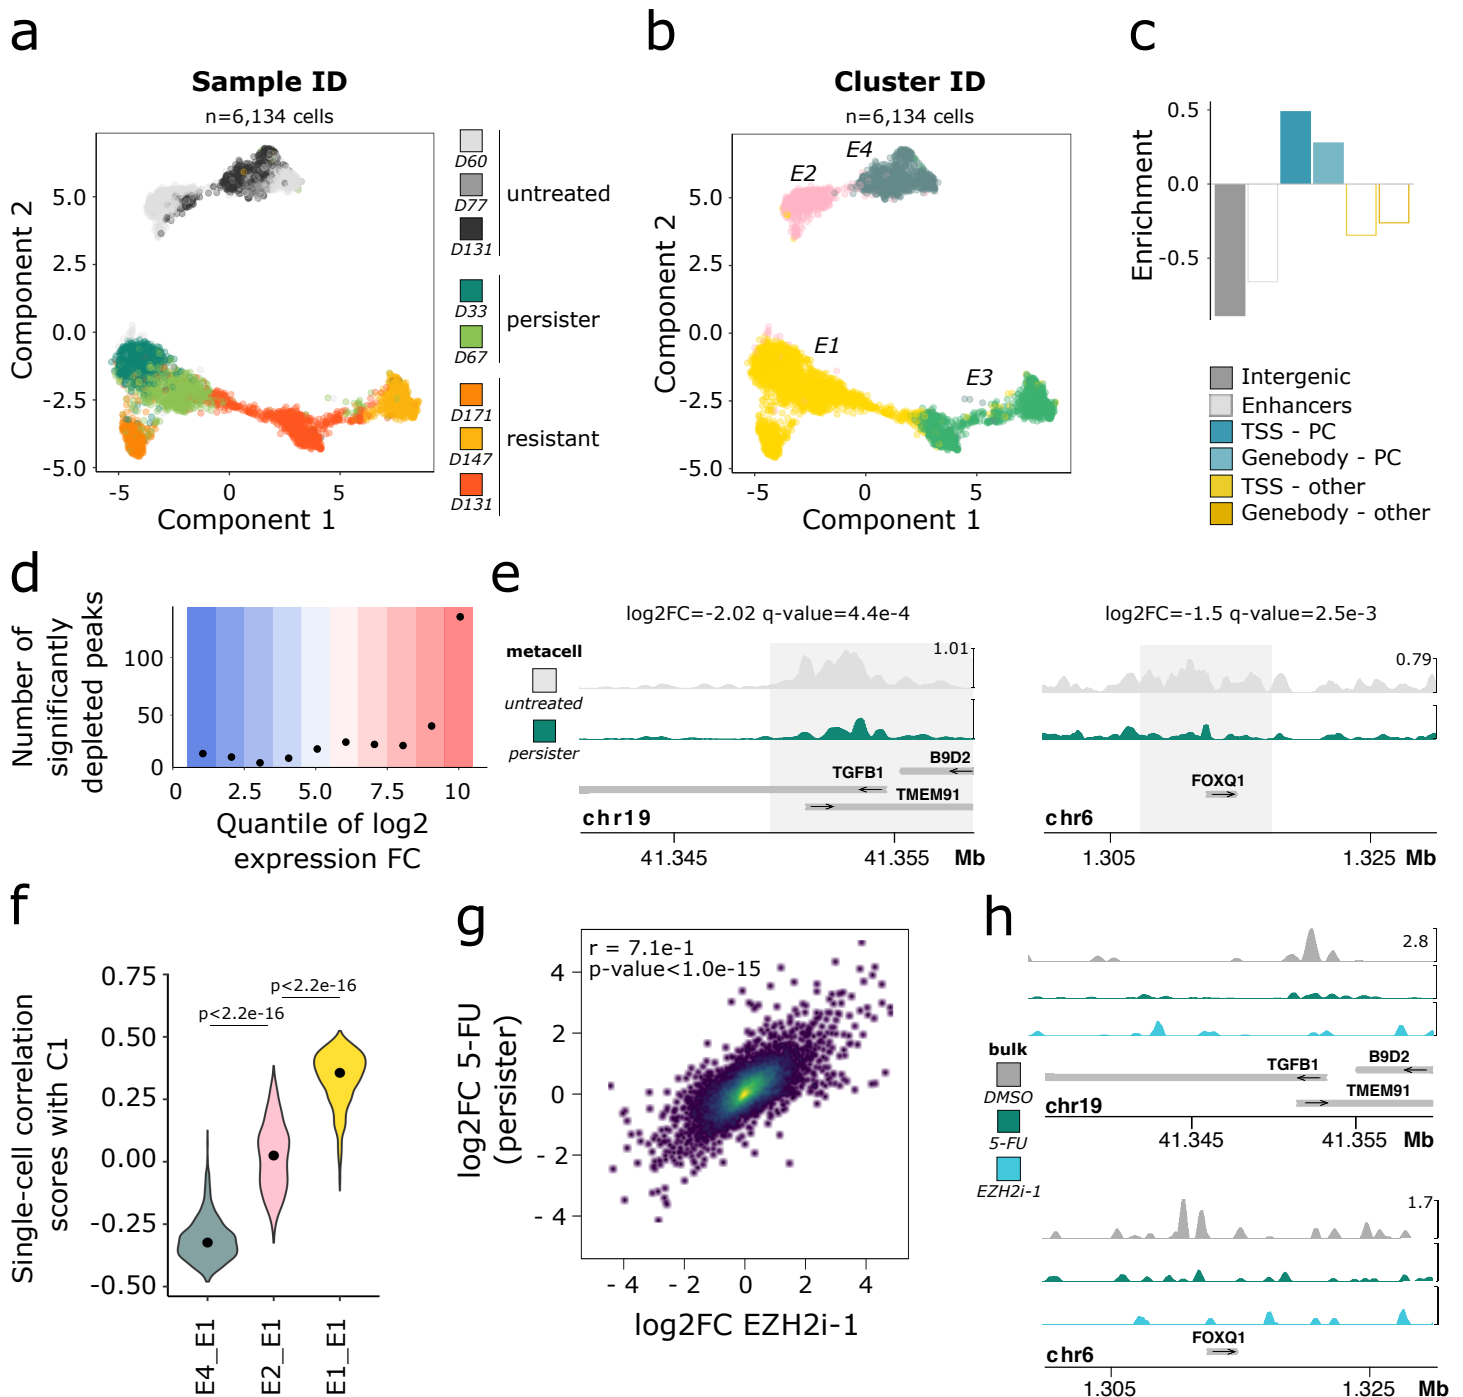 a
Sample ID
n=6,134 cells
Component 2
5.0
2.5
0.0
-2.5
-5.0
-5
0
5
Component 1
D60
D77
untreated
D131
D33
persister
D67
D171
D147
resistant
D131
b
Cluster ID
n=6,134 cells
Component 2
5.0
2.5
0.0
-2.5
-5.0
E4
E2
E1
E3
-5
0
5
Component 1
c
Enrichment
0.5
0.0
-0.5
Intergenic
Enhancers
TSS - PC
Genebody - PC
TSS - other
Genebody - other
d
Number of
significantly
depleted peaks
100
50
0
0
2.5
5.0
7.5
10
Quantile of log2
expression FC
e
log2FC=-2.02 q-value=4.4e-4
log2FC=-1.5 q-value=2.5e-3
metacell
untreated
persister
1.01
0.79
B9D2
TGFB1
TMEM91
chr19
41.345
41.355
Mb
FOXQ1
chr6
1.305
1.325
Mb
f
Single-cell correlation
scores with C1
0.75
0.50
0.25
0.00
-0.25
-0.50
p<2.2e-16
p<2.2e-16
E4_E1
E2_E1
E1_E1
g
r = 7.1e-1
p-value<1.0e-15
log2FC 5-FU
(persister)
4
2
0
- 2
- 4
- 4
- 2
0
2
4
log2FC EZH2i-1
h
2.8
bulk
DMSO
5-FU
EZH2i-1
B9D2
TGFB1
TMEM91
chr19
41.345
41.355
Mb
1.7
FOXQ1
chr6
1.305
1.325
Mb